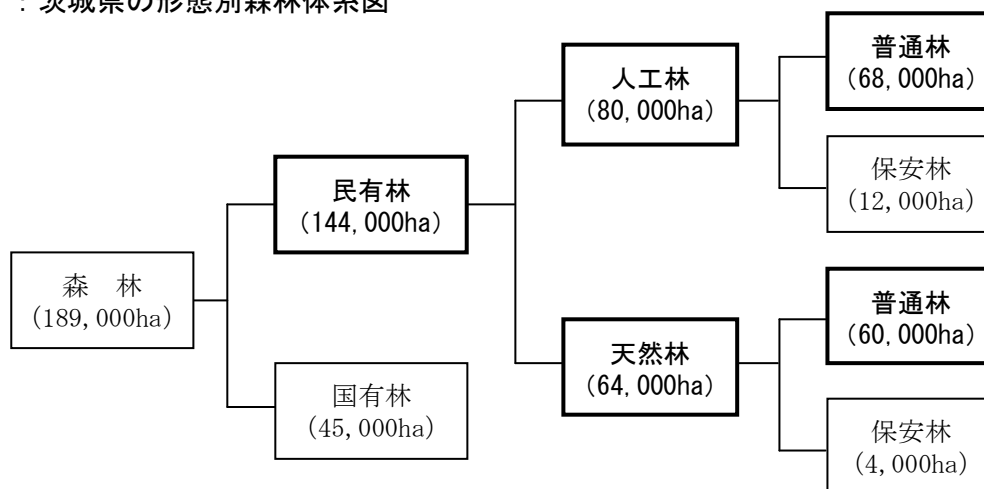 ：茨城県の形態別森林体系図
森　林
(189,000ha)
民有林
(144,000ha)
国有林
(45,000ha)
人工林
(80,000ha)
天然林
(64,000ha)
普通林
(68,000ha)
保安林
(12,000ha)
普通林
(60,000ha)
保安林
(4,000ha)